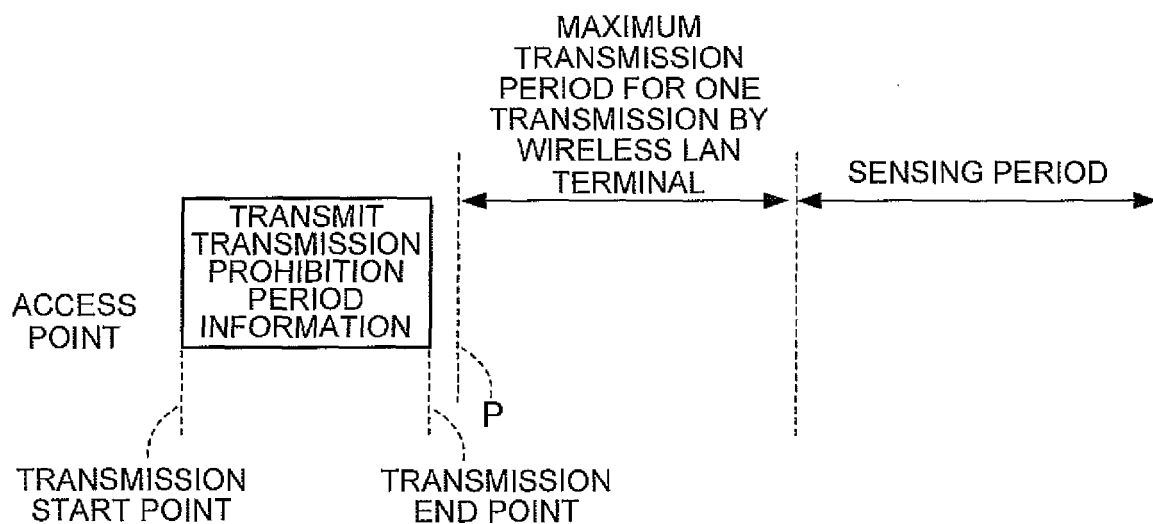 MAXIMUM
TRANSMISSION
PERIOD FOR ONE
TRANSMISSION BY
WIRELESS LAN
TERMINAL
SENSING PERIOD
TRANSMIT
TRANSMISSION
PROHIBITION
PERIOD
INFORMATION
ACCESS
POINT
P
TRANSMISSION
START POINT
TRANSMISSION
END POINT